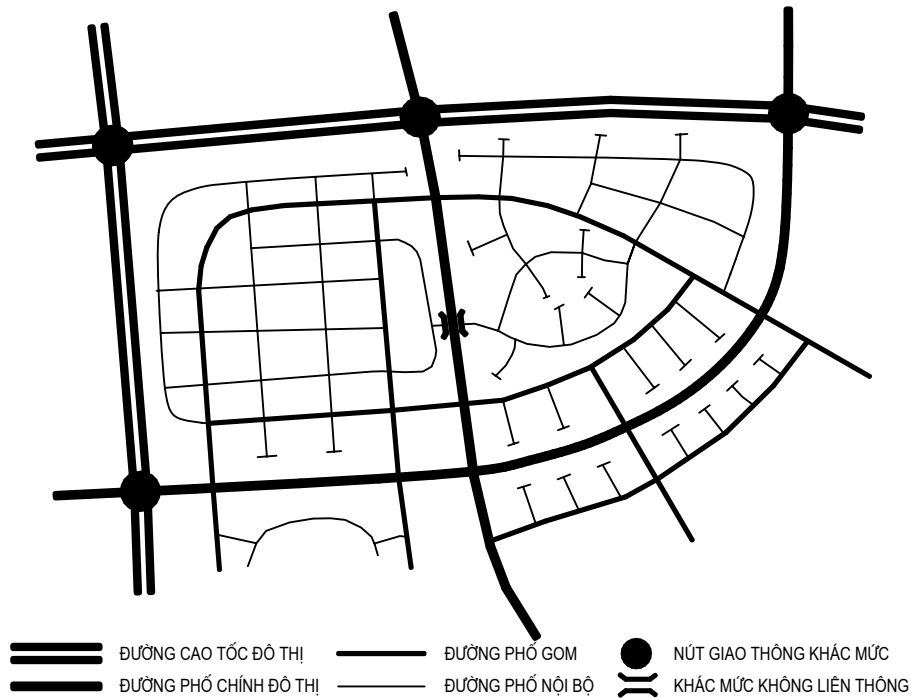 ĐƯỜNG CAO TỐC ĐÔ THỊ ĐƯỜNG PHỐ GOM NÚT GIAO THÔNG KHÁC MỨC
ĐƯỜNG PHỐ CHÍNH ĐÔ THỊ ĐƯỜNG PHỐ NỘI BỘ KHÁC MỨC KHÔNG LIÊN THÔNG